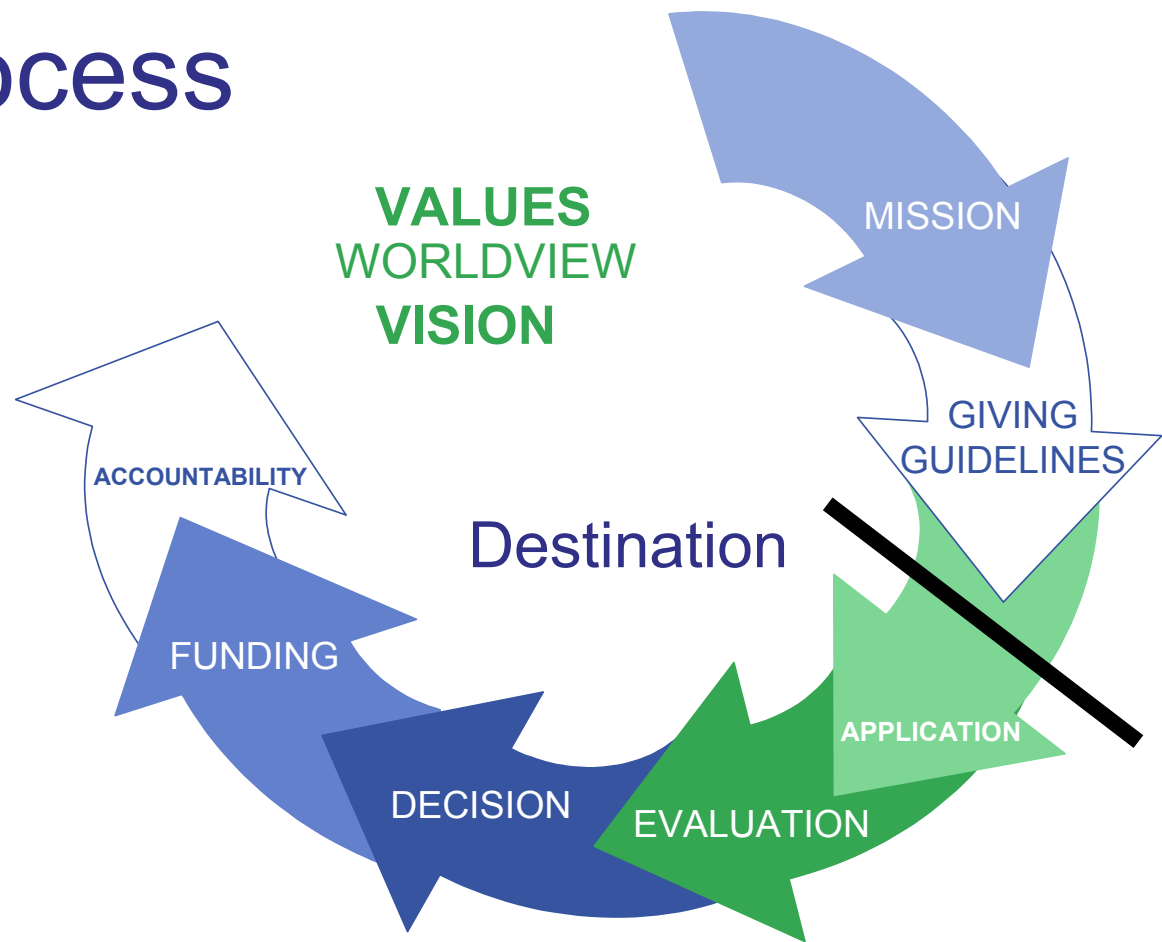 ocess
VALUES
WORLDVIEW
VISION
MISSION
GIVING
GUIDELINES
APPLICATION
EVALUATION
DECISION
FUNDING
ACCOUNTABILITY
Destination